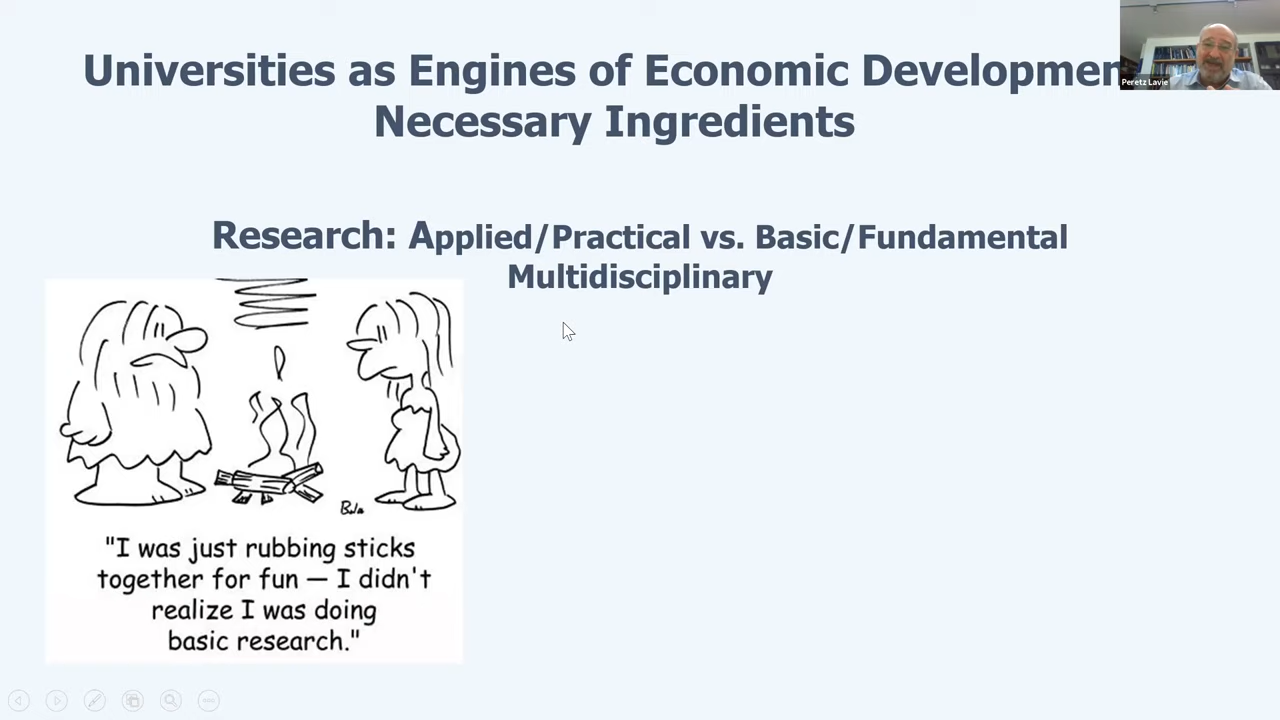 Universities as Engines of Economic Developmen
Necessary Ingredients
Peretz Lavie
Research: Applied/Practical vs. Basic/Fundamental
Multidisciplinary
"I was just rubbing sticks
together for fun — I didn't
realize I was doing
basic research."